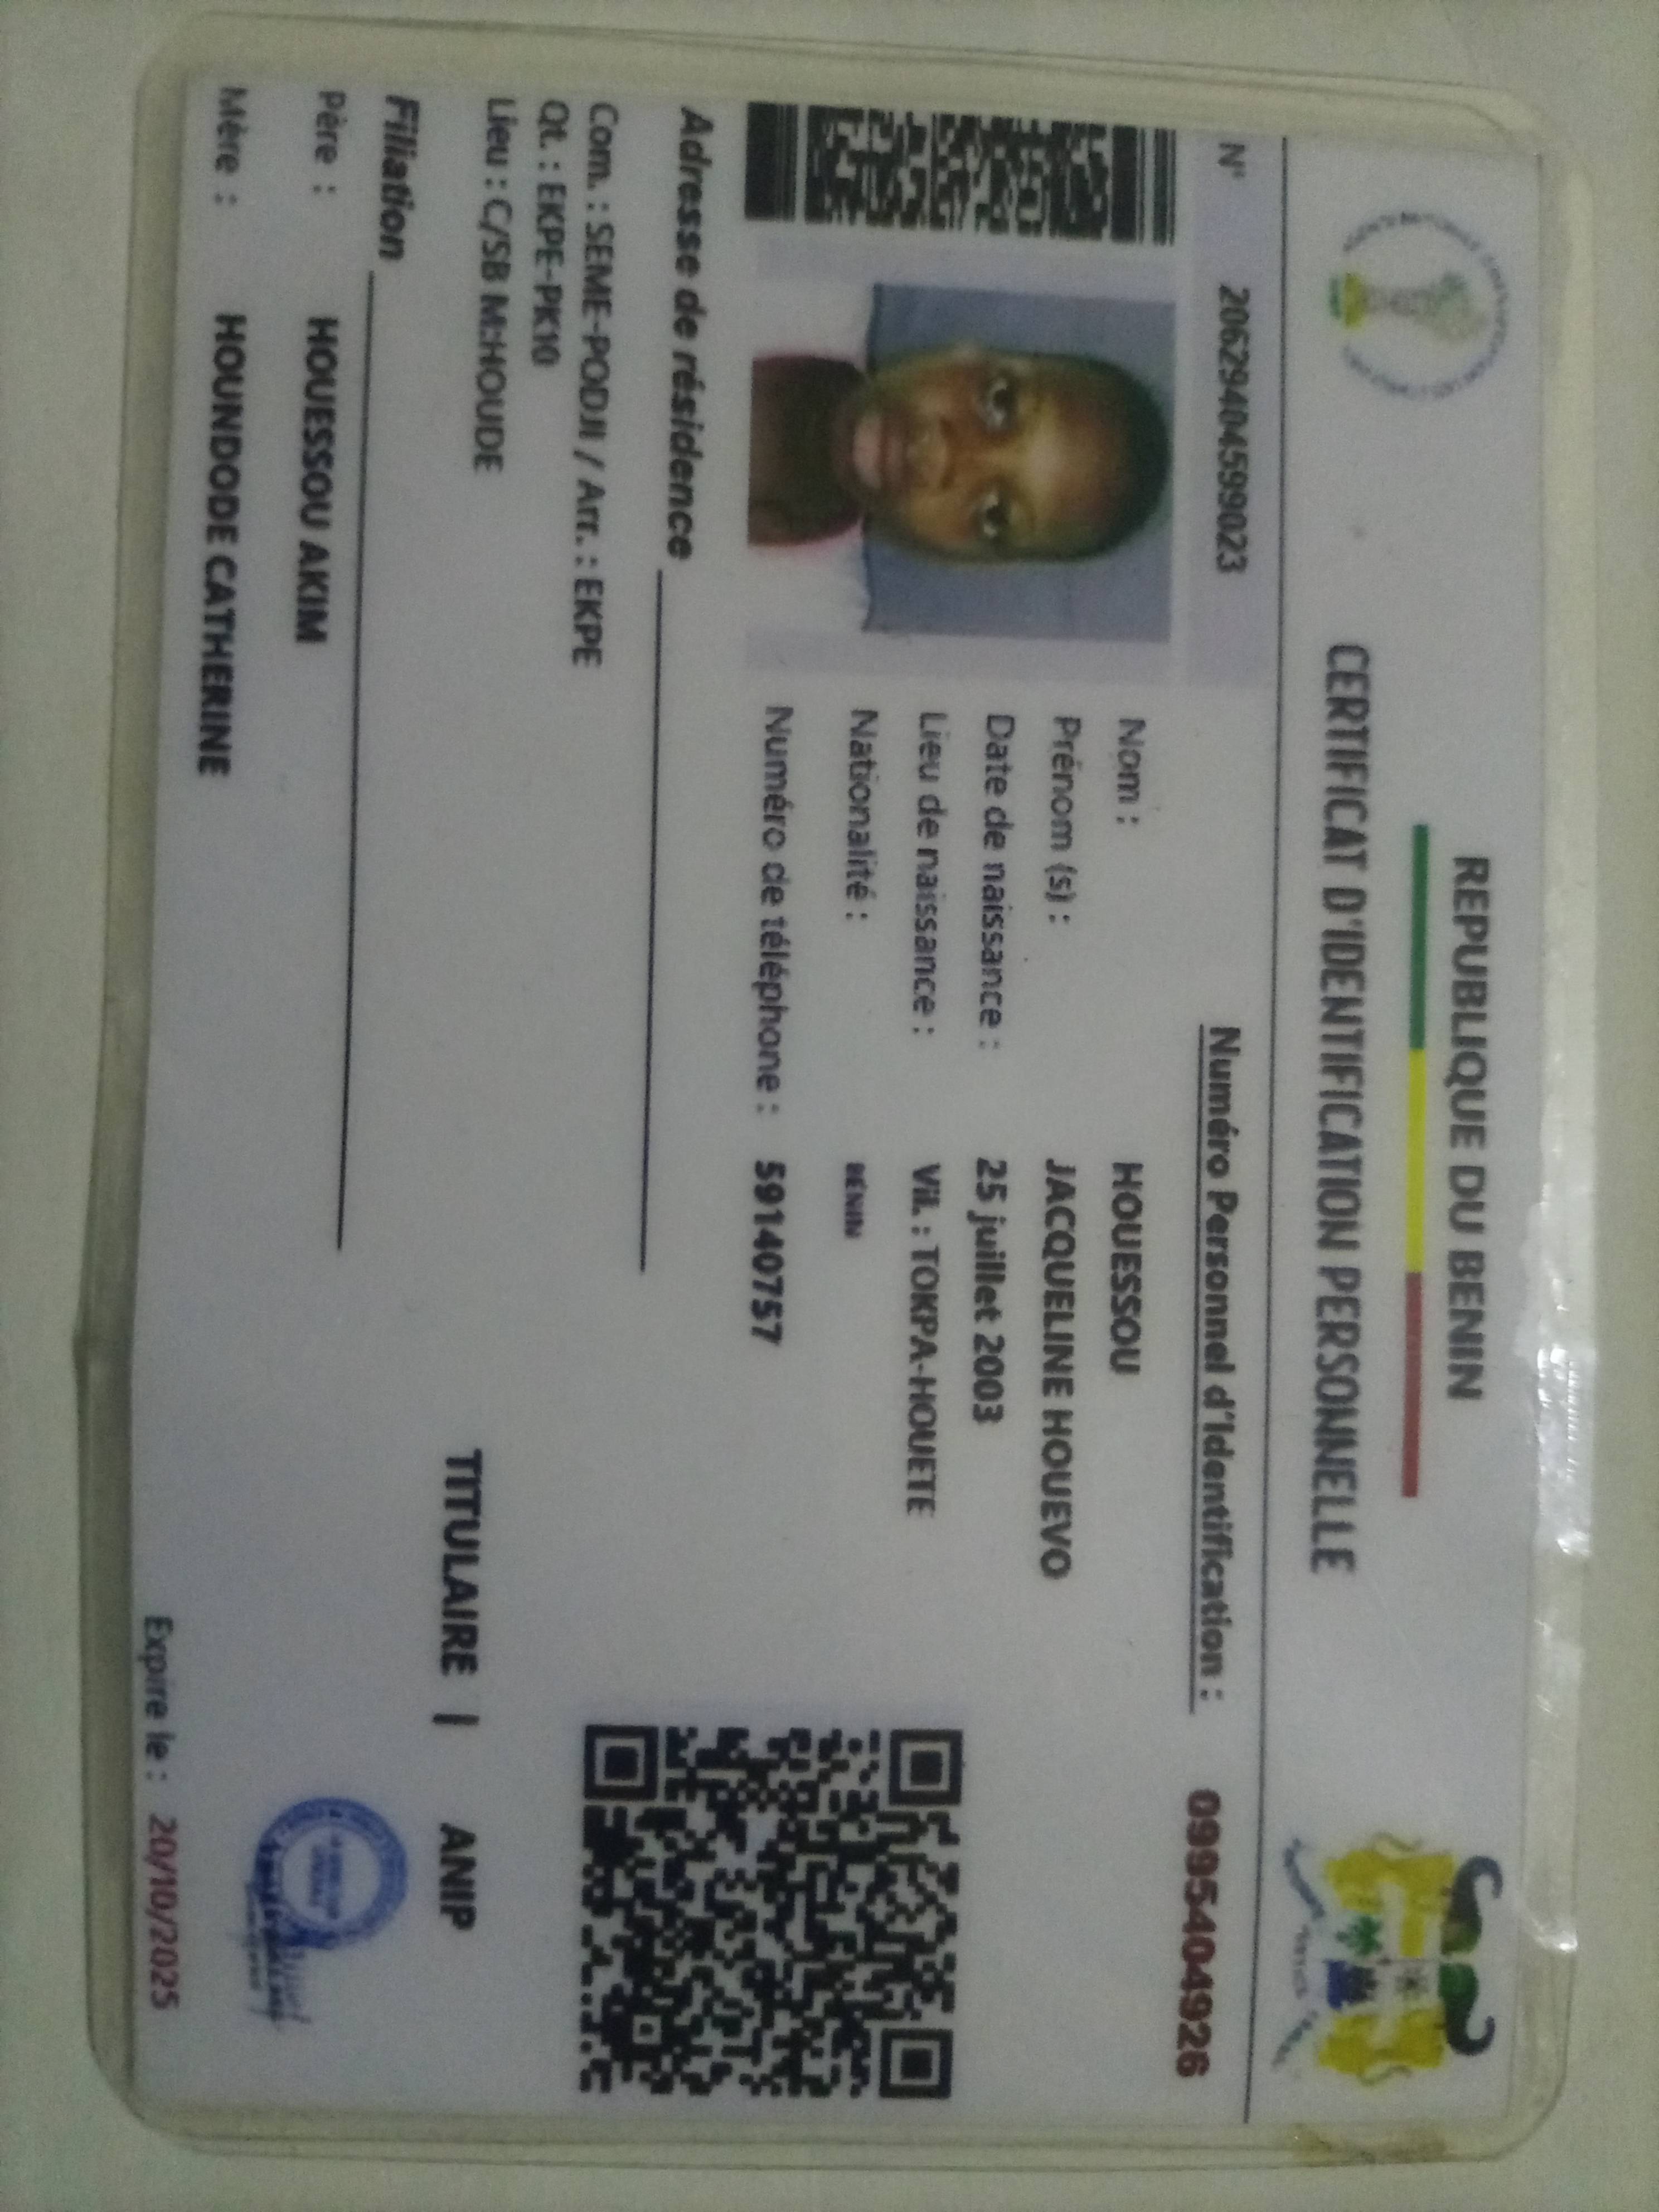 REPUBLIQUE DU BENIN
CERTIFICAT D'IDENTIFICATION PERSONNELLE
N° 20629404599023
Numéro Personnel d'Identification : 09995404926
Nom : HOUESSOU
Prénom (s) : JACQUELINE HOUEVO
Date de naissance : 25 juillet 2003
Lieu de naissance : Vil. : TOKPA-HOUETE
Nationalité : BÉNIN
Numéro de téléphone : 59140757
Adresse de résidence
Com. : SEME-PODJI / Arr. : EKPE
Qt. : EKPE-PK10
Lieu : C/SB M:HOUDE
Filiation
Père : HOUESSOU AKIM
Mère : HOUNDODE CATHERINE
TITULAIRE | ANIP
Expire le : 20/10/2025